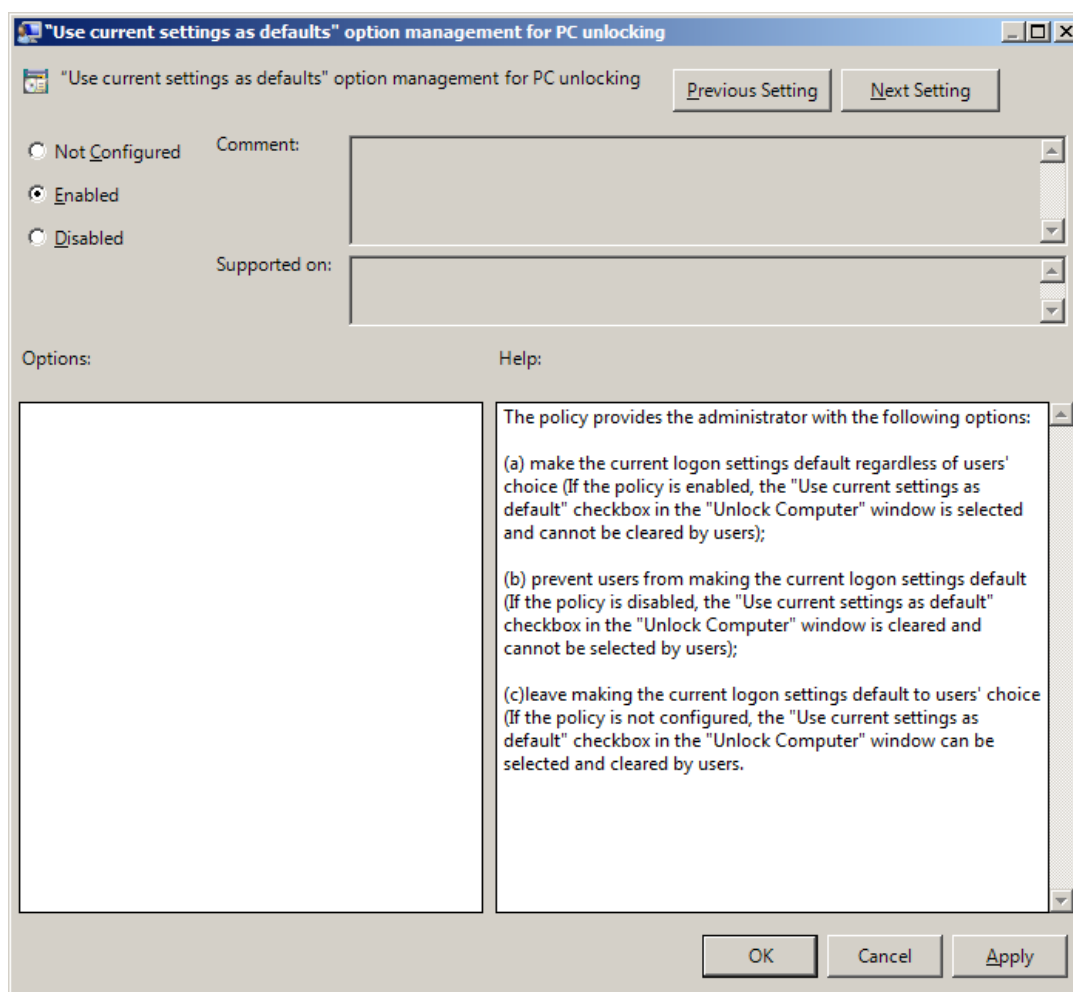 "Use current settings as defaults" option management for PC unlocking
"Use current settings as defaults" option management for PC unlocking
Previous Setting
Next Setting
Not Configured
Comment:
Enabled
Disabled
Supported on:
Options:
Help:
The policy provides the administrator with the following options:
(a) make the current logon settings default regardless of users'
choice (If the policy is enabled, the "Use current settings as
default" checkbox in the "Unlock Computer" window is selected
and cannot be cleared by users);
(b) prevent users from making the current logon settings default
(If the policy is disabled, the "Use current settings as default"
checkbox in the "Unlock Computer" window is cleared and
cannot be selected by users);
(c)leave making the current logon settings default to users' choice
(If the policy is not configured, the "Use current settings as
default" checkbox in the "Unlock Computer" window can be
selected and cleared by users.
OK
Cancel
Apply